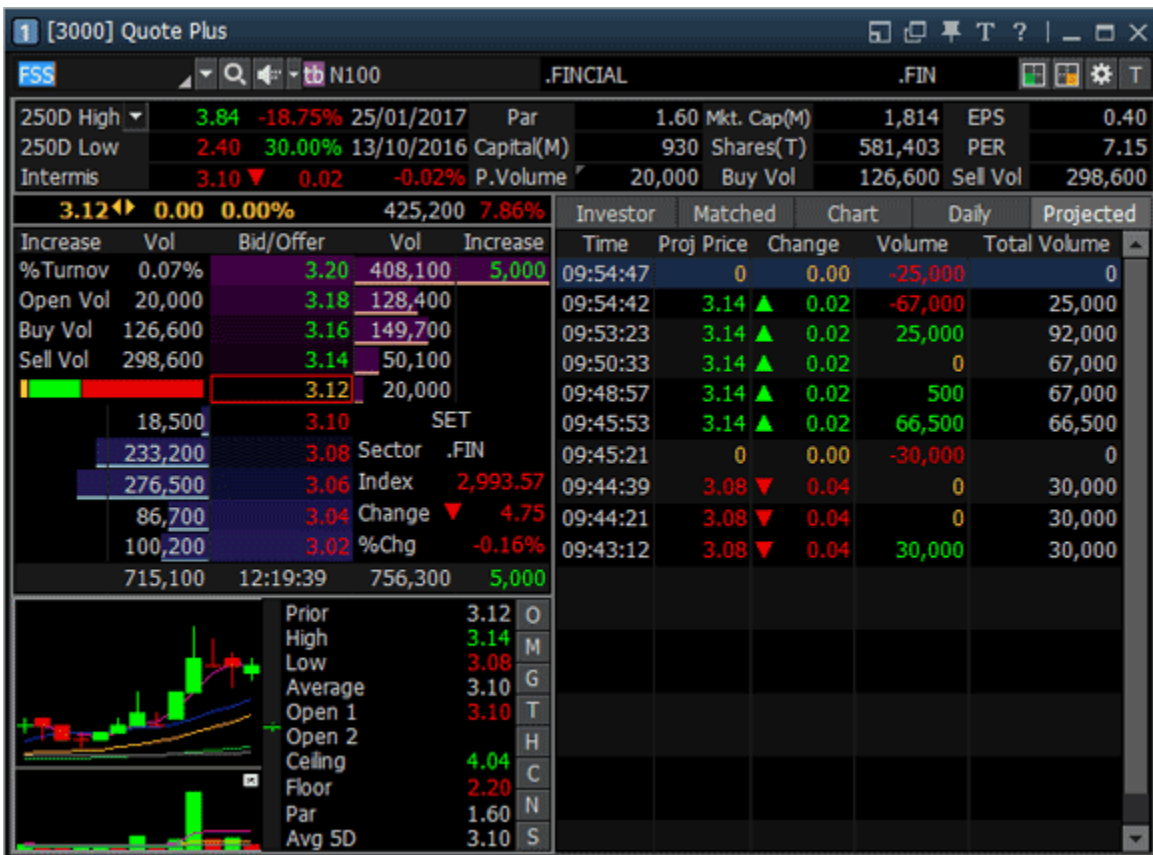 1 [3000] Quote Plus T ? | _ X
FSS tb N100 .FINCIAL .FIN T
250D High 3.84 -18.75% 25/01/2017 Par 1.60 Mkt. Cap(M) 1,814 EPS 0.40
250D Low 2.40 30.00% 13/10/2016 Capital(M) 930 Shares(T) 581,403 PER 7.15
Intermis 3.10 ▼ 0.02 -0.02% P.Volume 20,000 Buy Vol 126,600 Sell Vol 298,600
3.12 0.00 0.00% 425,200 7.86%
Increase Vol Bid/Offer Vol Increase
%Turnov 0.07% 3.20 408,100 5,000
Open Vol 20,000 3.18 128,400
Buy Vol 126,600 3.16 149,700
Sell Vol 298,600 3.14 50,100
3.12 20,000
18,500 3.10 SET
233,200 3.08 Sector .FIN
276,500 3.06 Index 2,993.57
86,700 3.04 Change ▼ 4.75
100,200 3.02 %Chg -0.16%
715,100 12:19:39 756,300 5,000
Prior 3.12 O
High 3.14 M
Low 3.08
Average 3.10 G
Open 1 3.10 T
Open 2 H
Ceiling 4.04 C
Floor 2.20
Par 1.60 N
Avg 5D 3.10 S
Investor Matched Chart Daily Projected
Time Proj Price Change Volume Total Volume
09:54:47 0 0.00 -25,000 0
09:54:42 3.14 ▲ 0.02 -67,000 25,000
09:53:23 3.14 ▲ 0.02 25,000 92,000
09:50:33 3.14 ▲ 0.02 0 67,000
09:48:57 3.14 ▲ 0.02 500 67,000
09:45:53 3.14 ▲ 0.02 66,500 66,500
09:45:21 0 0.00 -30,000 0
09:44:39 3.08 ▼ 0.04 0 30,000
09:44:21 3.08 ▼ 0.04 0 30,000
09:43:12 3.08 ▼ 0.04 30,000 30,000